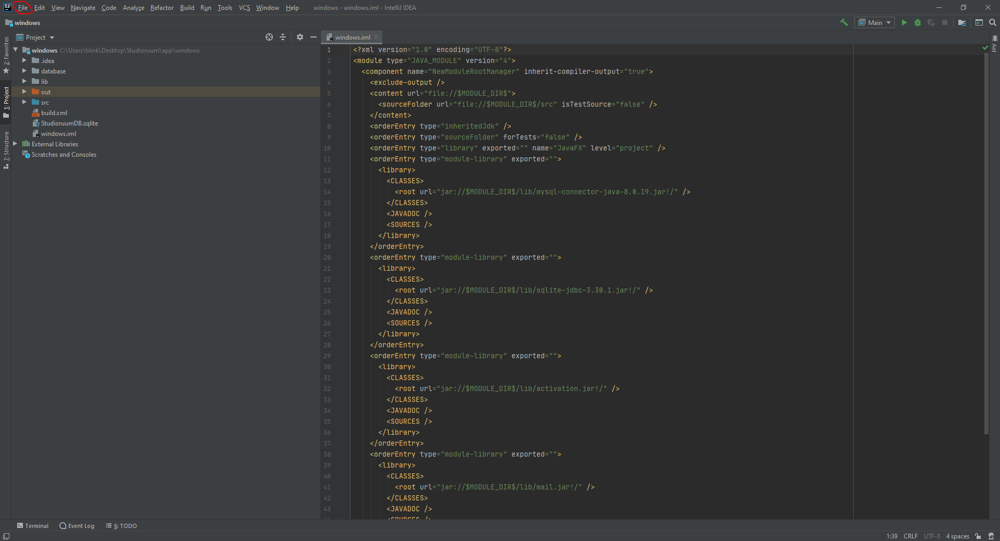 File Edit View Navigate Code Analyze Refactor Build Run Tools VCS Window Help windows - windows.iml - IntelliJ IDEA
windows Main
2: Favorites
1: Project
7: Structure
Project
windows C:\Users\blink\Desktop\Studioruum\app\windows
.idea
database
lib
out
src
build.xml
StudioruumDB.sqlite
windows.iml
External Libraries
Scratches and Consoles
windows.iml
1 <?xml version="1.0" encoding="UTF-8"?>
2 <module type="JAVA_MODULE" version="4">
3 <component name="NewModuleRootManager" inherit-compiler-output="true">
4 <exclude-output />
5 <content url="file://$MODULE_DIR$">
6 <sourceFolder url="file://$MODULE_DIR$/src" isTestSource="false" />
7 </content>
8 <orderEntry type="inheritedJdk" />
9 <orderEntry type="sourceFolder" forTests="false" />
10 <orderEntry type="library" exported="" name="JavaFX" level="project" />
11 <orderEntry type="module-library" exported="">
12 <library>
13 <CLASSES>
14 <root url="jar://$MODULE_DIR$/lib/mysql-connector-java-8.0.19.jar!/" />
15 </CLASSES>
16 <JAVADOC />
17 <SOURCES />
18 </library>
19 </orderEntry>
20 <orderEntry type="module-library" exported="">
21 <library>
22 <CLASSES>
23 <root url="jar://$MODULE_DIR$/lib/sqlite-jdbc-3.30.1.jar!/" />
24 </CLASSES>
25 <JAVADOC />
26 <SOURCES />
27 </library>
28 </orderEntry>
29 <orderEntry type="module-library" exported="">
30 <library>
31 <CLASSES>
32 <root url="jar://$MODULE_DIR$/lib/activation.jar!/" />
33 </CLASSES>
34 <JAVADOC />
35 <SOURCES />
36 </library>
37 </orderEntry>
38 <orderEntry type="module-library" exported="">
39 <library>
40 <CLASSES>
41 <root url="jar://$MODULE_DIR$/lib/mail.jar!/" />
42 </CLASSES>
43 <JAVADOC />
44 <SOURCES />
Ant
Terminal Event Log 6: TODO
1:39 CRLF UTF-8 4 spaces